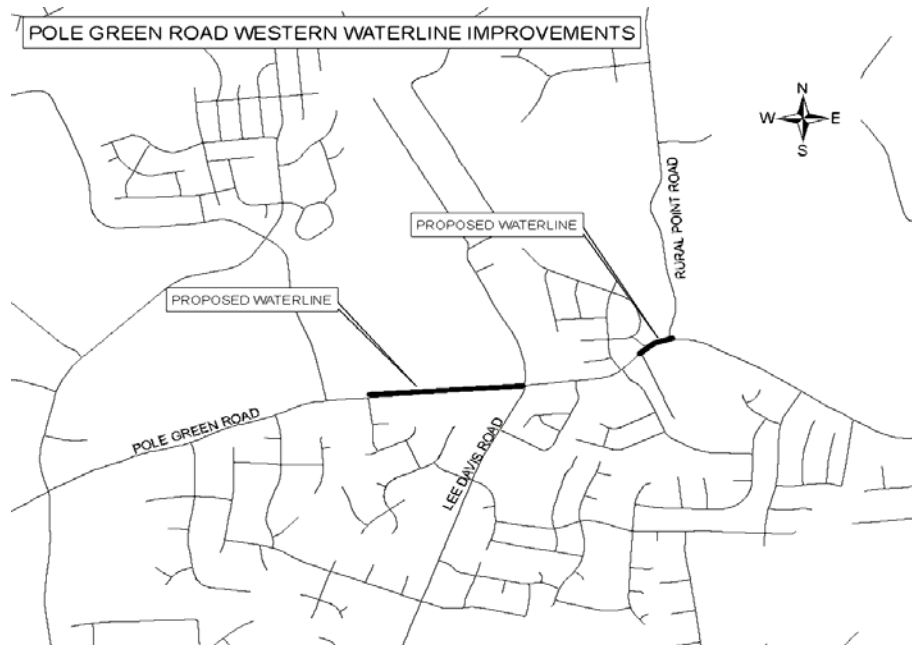 POLE GREEN ROAD WESTERN WATERLINE IMPROVEMENTS
N
W E
S
RURAL POINT ROAD
PROPOSED WATERLINE
PROPOSED WATERLINE
POLE GREEN ROAD
LEE DAVIS ROAD